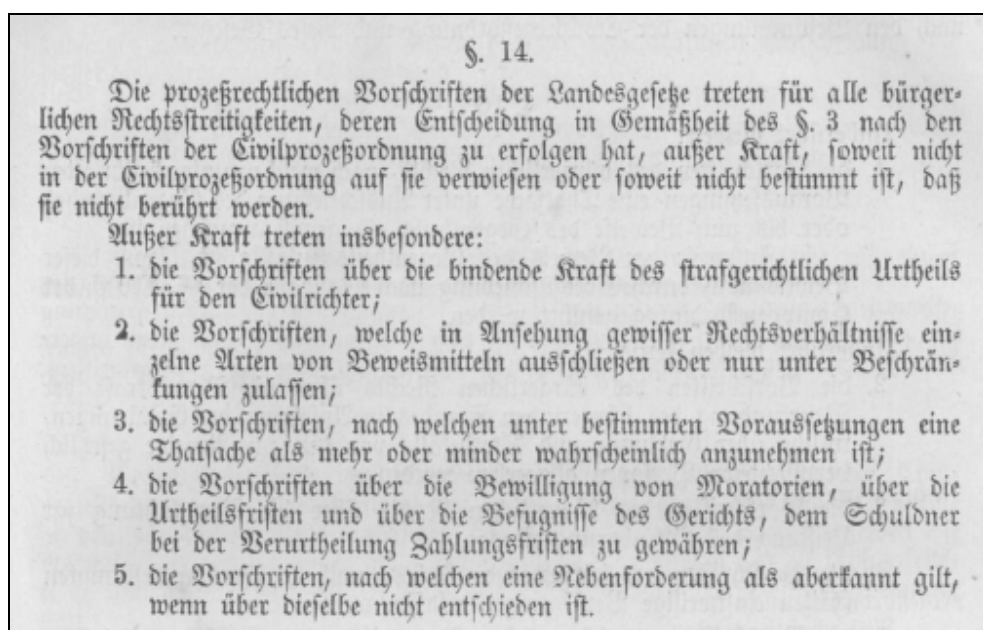 §. 14.
Die prozeßrechtlichen Vorschriften der Landesgesetze treten für alle bürger-
lichen Rechtsstreitigkeiten, deren Entscheidung in Gemäßheit des §. 3 nach den
Vorschriften der Civilprozeßordnung zu erfolgen hat, außer Kraft, soweit nicht
in der Civilprozeßordnung auf sie verwiesen oder soweit nicht bestimmt ist, daß
sie nicht berührt werden.
Außer Kraft treten insbesondere:
1. die Vorschriften über die bindende Kraft des strafgerichtlichen Urtheils
für den Civilrichter;
2. die Vorschriften, welche in Ansehung gewisser Rechtsverhältnisse ein-
zelne Arten von Beweismitteln ausschließen oder nur unter Beschrän-
kungen zulassen;
3. die Vorschriften, nach welchen unter bestimmten Voraussetzungen eine
Thatsache als mehr oder minder wahrscheinlich anzunehmen ist;
4. die Vorschriften über die Bewilligung von Moratorien, über die
Urtheilsfristen und über die Befugnisse des Gerichts, dem Schuldner
bei der Verurtheilung Zahlungsfristen zu gewähren;
5. die Vorschriften, nach welchen eine Nebenforderung als aberkannt gilt,
wenn über dieselbe nicht entschieden ist.